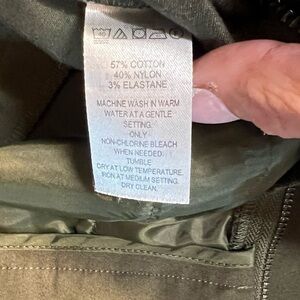 57% COTTON
40% NYLON
3% ELASTANE
MACHINE WASH IN WARM
WATER AT A GENTLE
SETTING.
ONLY
NON-CHLORINE BLEACH
WHEN NEEDED.
TUMBLE
DRY AT LOW TEMPERATURE.
IRON AT MEDIUM SETTING.
DRY CLEAN.